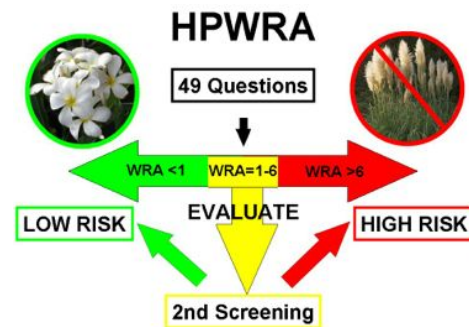 HPWRA
49 Questions
WRA <1
WRA=1-6
WRA >6
EVALUATE
LOW RISK
HIGH RISK
2nd Screening